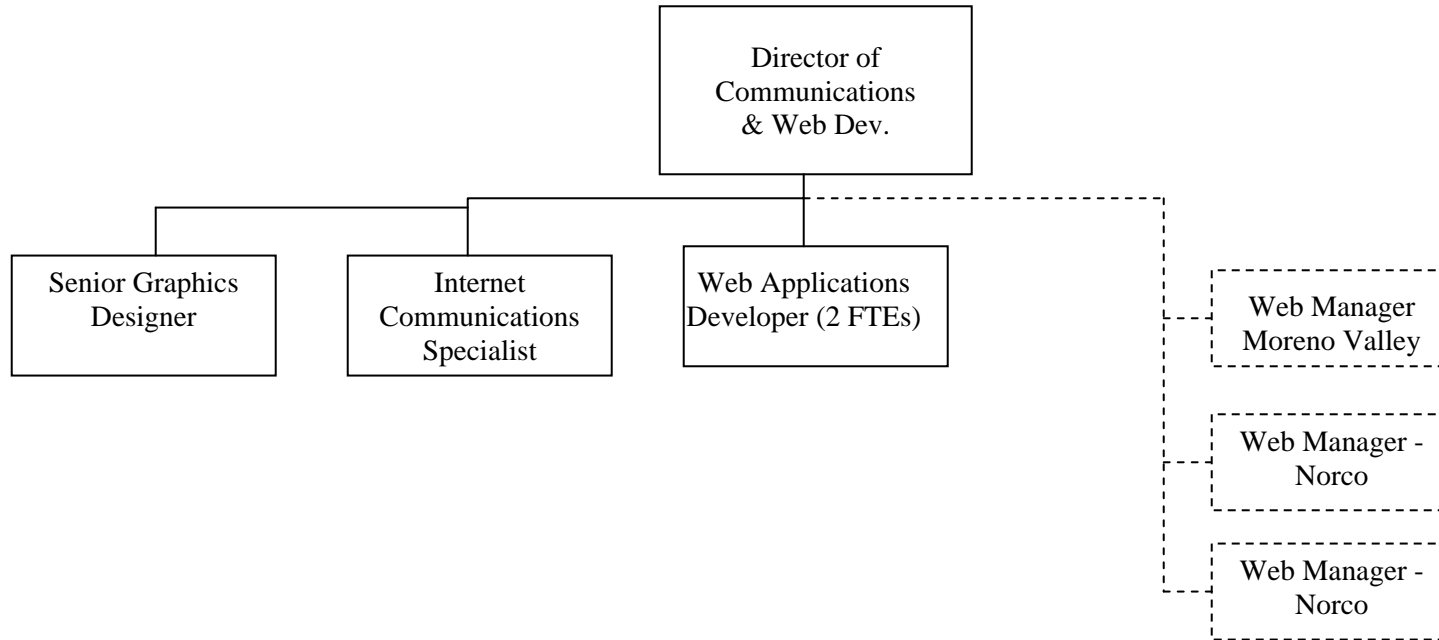 Director of
Communications
& Web Dev.
Senior Graphics
Designer
Internet
Communications
Specialist
Web Applications
Developer (2 FTEs)
Web Manager
Moreno Valley
Web Manager -
Norco
Web Manager -
Norco